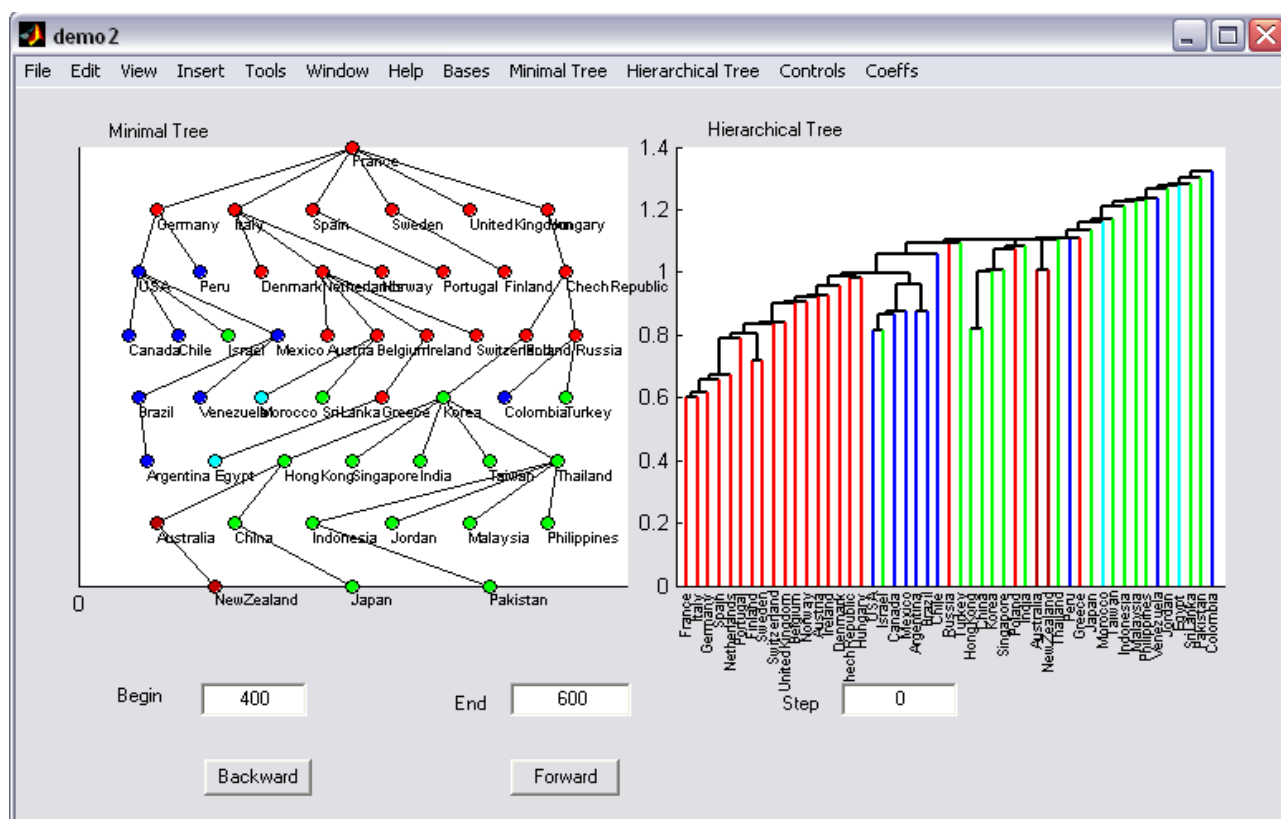 demo2
File Edit View Insert Tools Window Help Bases Minimal Tree Hierarchical Tree Controls Coeffs
Minimal Tree
France
Germany Italy Spain Sweden United Kingdom Hungary
USA Peru Denmark Netherlands Norway Portugal Finland Chech Republic
Canada Chile Israel Mexico Austria Belgium Ireland Switzerland Poland Russia
Brazil Venezuela Morocco Sri Lanka Greece Korea Colombia Turkey
Argentina Egypt Hong Kong Singapore India Taiwan Thailand
Australia China Indonesia Jordan Malaysia Philippines
New Zealand Japan Pakistan
0
Hierarchical Tree
1.4
1.2
1
0.8
0.6
0.4
0.2
0
France
Italy
Germany
Spain
Netherlands
Portugal
Finland
Sweden
Switzerland
United Kingdom
Belgium
Norway
Austria
Ireland
Denmark
Chech Republic
Hungary
USA
Israel
Canada
Mexico
Argentina
Brazil
Chile
Russia
Turkey
Hong Kong
China
Korea
Singapore
Poland
India
Australia
New Zealand
Thailand
Peru
Greece
Japan
Morocco
Taiwan
Indonesia
Malaysia
Philippines
Venezuela
Jordan
Egypt
Sri Lanka
Pakistan
Colombia
Begin 400 End 600 Step 0
Backward Forward